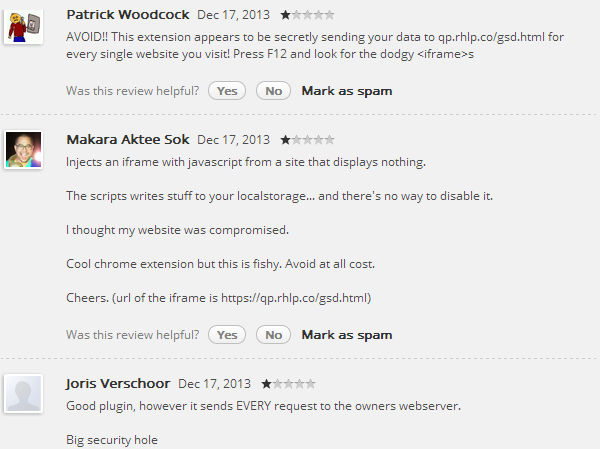 Patrick Woodcock Dec 17, 2013
AVOID!! This extension appears to be secretly sending your data to qp.rhlp.co/gsd.html for
every single website you visit! Press F12 and look for the dodgy <iframe>s
Was this review helpful? Yes No Mark as spam
Makara Aktee Sok Dec 17, 2013
Injects an iframe with javascript from a site that displays nothing.
The scripts writes stuff to your localstorage... and there's no way to disable it.
I thought my website was compromised.
Cool chrome extension but this is fishy. Avoid at all cost.
Cheers. (url of the iframe is https://qp.rhlp.co/gsd.html)
Was this review helpful? Yes No Mark as spam
Joris Verschoor Dec 17, 2013
Good plugin, however it sends EVERY request to the owners webserver.
Big security hole